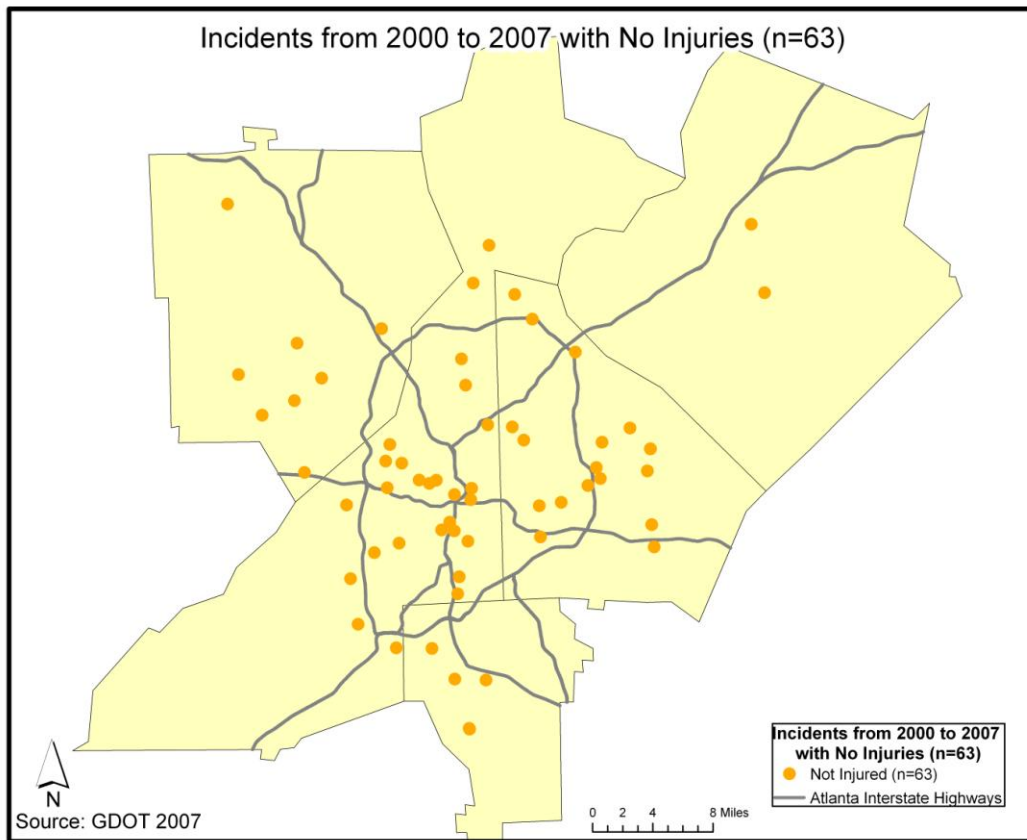 Incidents from 2000 to 2007 with No Injuries (n=63)
Incidents from 2000 to 2007
with No Injuries (n=63)
Not Injured (n=63)
Atlanta Interstate Highways
N
0 2 4 8 Miles
Source: GDOT 2007